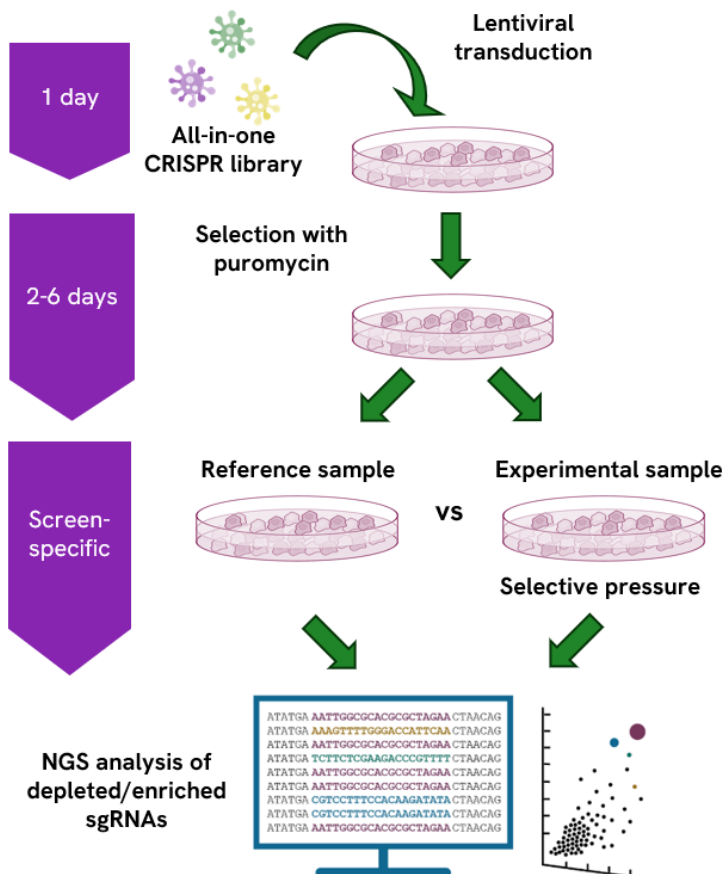 Lentiviral
transduction
1 day
All-in-one
CRISPR library
Selection with
puromycin
2-6 days
Reference sample
Experimental sample
vs
Screen-
specific
Selective pressure
NGS analysis of
depleted/enriched
sgRNAs
ATATGA AATTGGCGCACGCGCTAGAA CTAACAG
ATATGA AAAGTTTTGGGACCATTCAA CTAACAG
ATATGA AATTGGCGCACGCGCTAGAA CTAACAG
ATATGA TCTTCTCGAAGACCCGTTTT CTAACAG
ATATGA AATTGGCGCACGCGCTAGAA CTAACAG
ATATGA AATTGGCGCACGCGCTAGAA CTAACAG
ATATGA CGTCCTTTCCACAAGATATA CTAACAG
ATATGA CGTCCTTTCCACAAGATATA CTAACAG
ATATGA AATTGGCGCACGCGCTAGAA CTAACAG